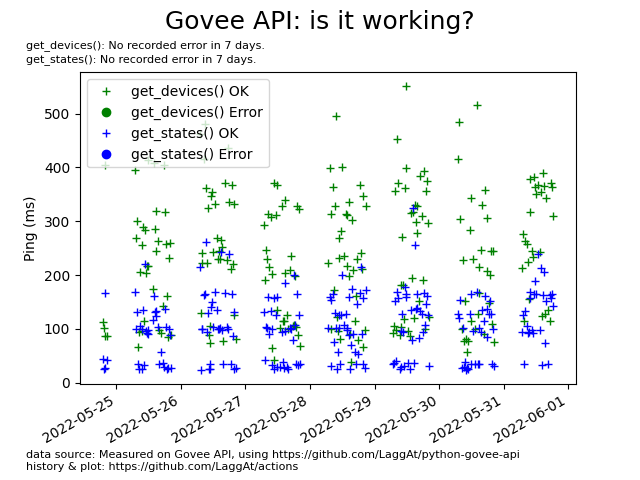 Govee API: is it working?
get_devices(): No recorded error in 7 days.
get_states(): No recorded error in 7 days.
get_devices() OK
get_devices() Error
get_states() OK
get_states() Error
Ping (ms)
500
400
300
200
100
0
2022-05-25
2022-05-26
2022-05-27
2022-05-28
2022-05-29
2022-05-30
2022-05-31
2022-06-01
data source: Measured on Govee API, using https://github.com/LaggAt/python-govee-api
history & plot: https://github.com/LaggAt/actions